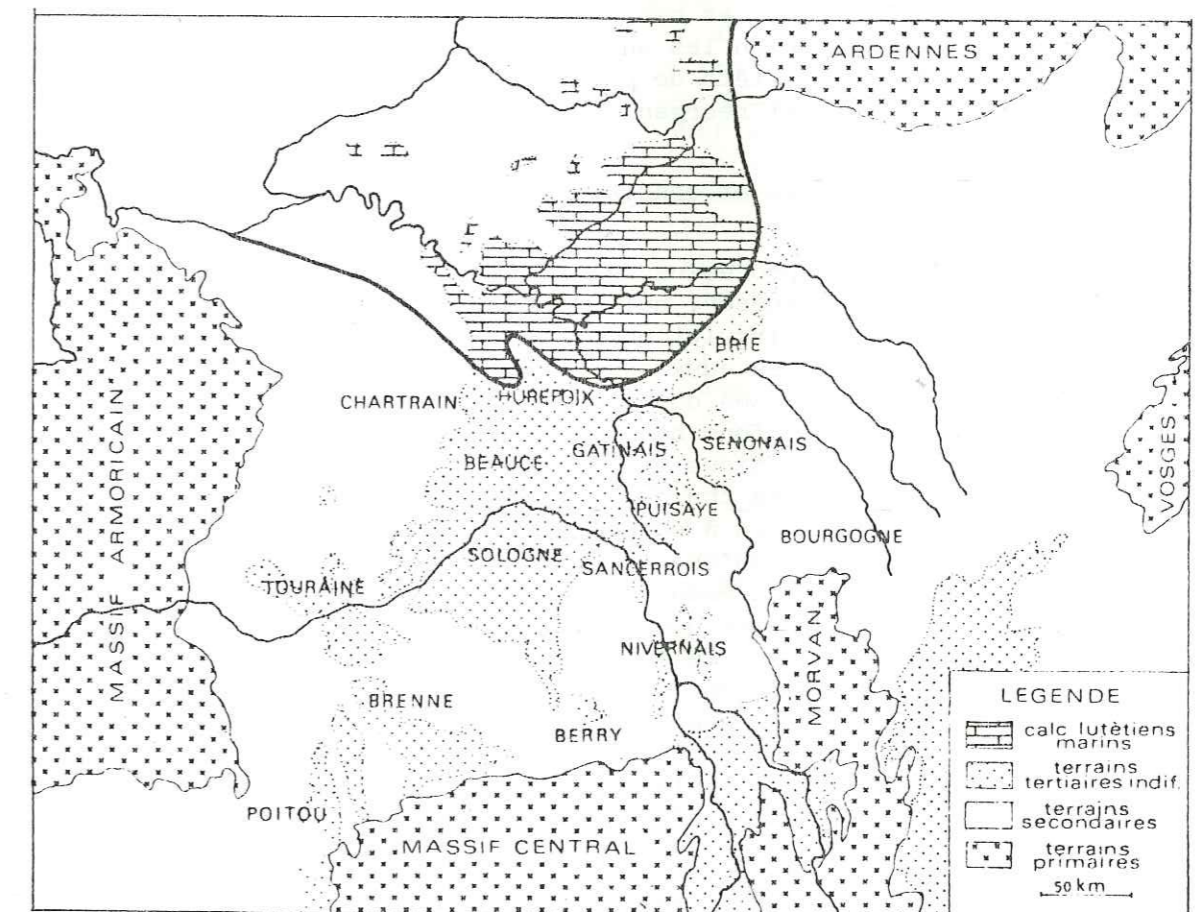 ARDENNES
BRIE
CHARTRAIN
HUREPOIX
MASSIF ARMORICAIN
BEAUCE
GATINAIS
SENONAIS
VOSGES
PUISAYE
BOURGOGNE
SOLOGNE
SANCERROIS
TOURAINE
NIVERNAIS
MORVAN
BRENNE
BERRY
POITOU
MASSIF CENTRAL
LEGENDE
calc lutètiens
marins
terrains
tertiaires indif.
terrains
secondaires
terrains
primaires
50 km